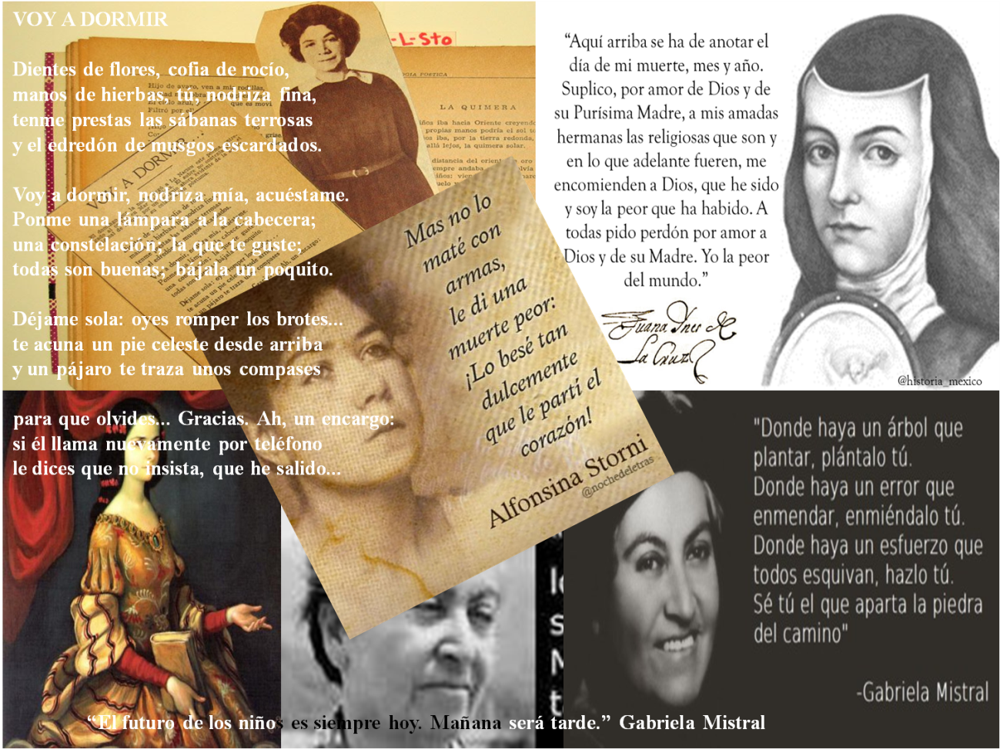 VOY A DORMIR
Dientes de flores, cofia de rocío,
manos de hierbas, tú, nodriza fina,
tenme prestas las sábanas terrosas
y el edredón de musgos escardados.
Voy a dormir, nodriza mía, acuéstame.
Ponme una lámpara a la cabecera;
una constelación; la que te guste;
todas son buenas; bájala un poquito.
Déjame sola: oyes romper los brotes...
te acuna un pie celeste desde arriba
y un pájaro te traza unos compases
para que olvides... Gracias. Ah, un encargo:
si él llama nuevamente por teléfono
le dices que no insista, que he salido...
-L-Sto
LA QUIMERA
VOY A DORMIR...
Mas no lo
maté con
armas,
le di una
muerte peor:
¡Lo besé tan
dulcemente
que le partí el
corazón!
Alfonsina Storni
@nochedeletras
“Aquí arriba se ha de anotar el
día de mi muerte, mes y año.
Suplico, por amor de Dios y de
su Purísima Madre, a mis amadas
hermanas las religiosas que son y
en lo que adelante fueren, me
encomienden a Dios, que he sido
y soy la peor que ha habido. A
todas pido perdón por amor a
Dios y de su Madre. Yo la peor
del mundo.”
Juana Ines de
la Cruz
@historia_mexico
"Donde haya un árbol que
plantar, plántalo tú.
Donde haya un error que
enmendar, enmiéndalo tú.
Donde haya un esfuerzo que
todos esquivan, hazlo tú.
Sé tú el que aparta la piedra
del camino"
-Gabriela Mistral
“El futuro de los niños es siempre hoy. Mañana será tarde.” Gabriela Mistral